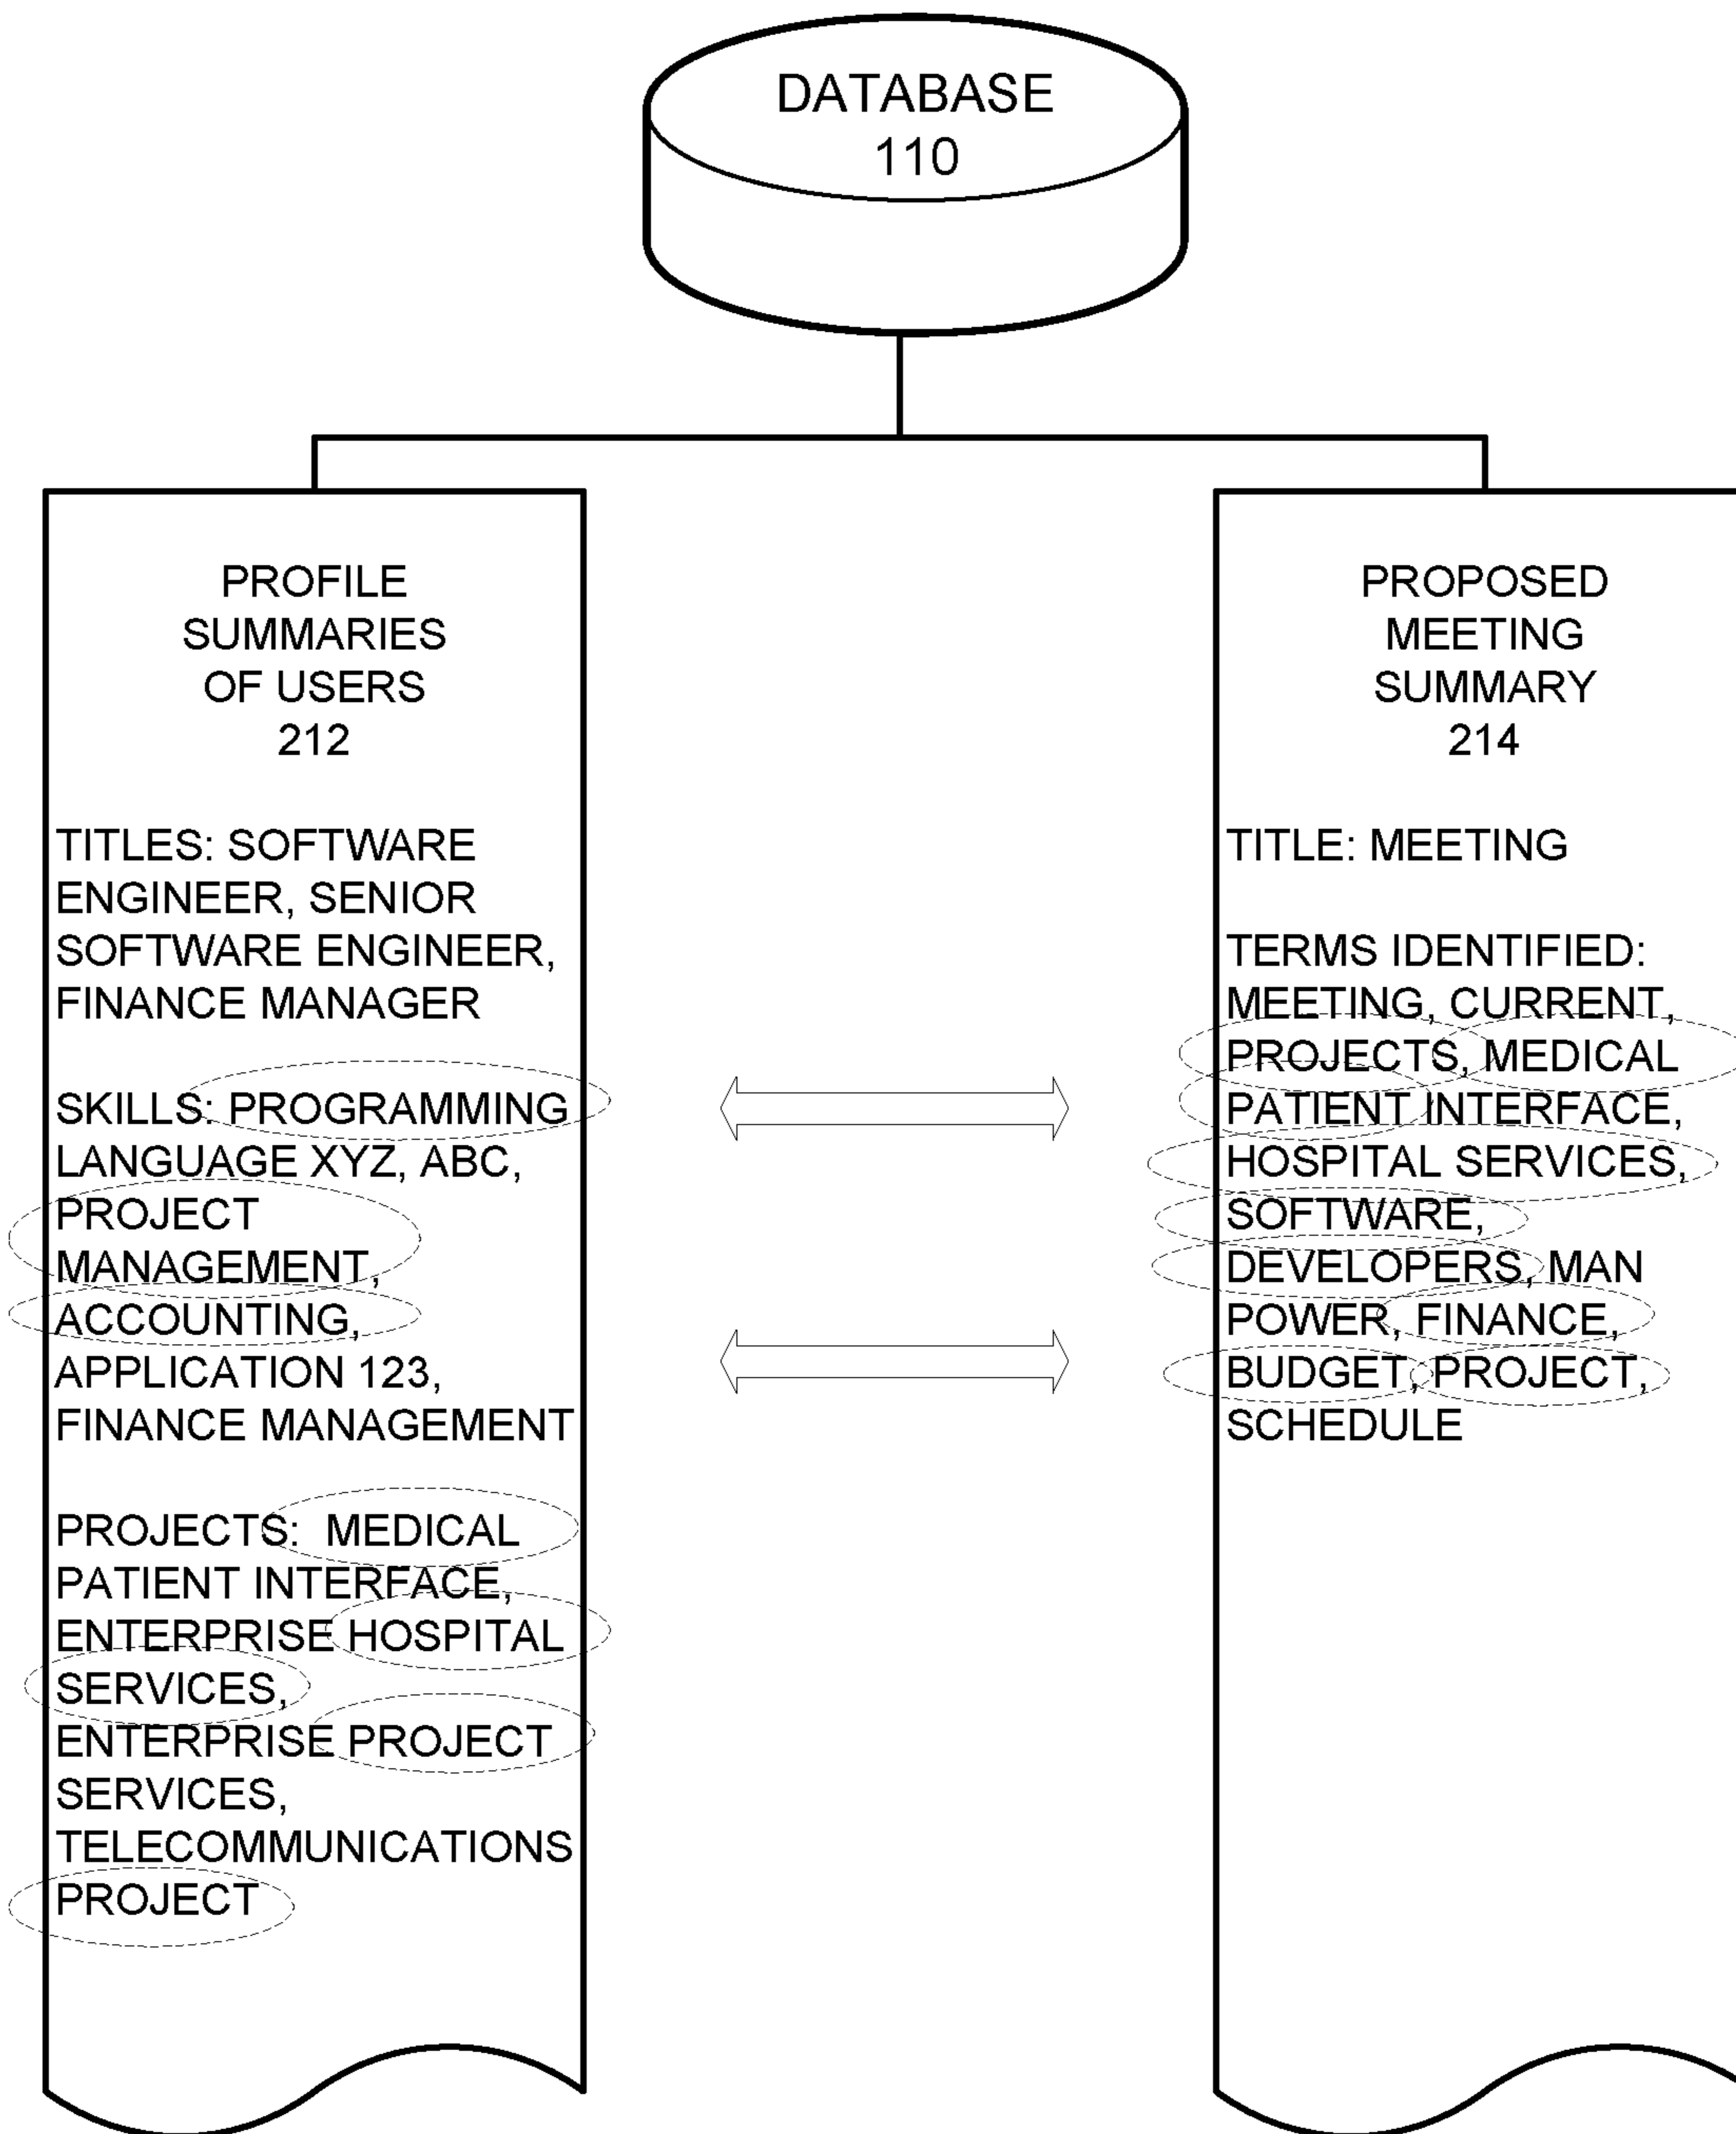 DATABASE
110
PROFILE
SUMMARIES
OF USERS
212
TITLES: SOFTWARE
ENGINEER, SENIOR
SOFTWARE ENGINEER,
FINANCE MANAGER
SKILLS: PROGRAMMING
LANGUAGE XYZ, ABC,
PROJECT
MANAGEMENT,
ACCOUNTING,
APPLICATION 123,
FINANCE MANAGEMENT
PROJECTS: MEDICAL
PATIENT INTERFACE,
ENTERPRISE HOSPITAL
SERVICES,
ENTERPRISE PROJECT
SERVICES,
TELECOMMUNICATIONS
PROJECT
PROPOSED
MEETING
SUMMARY
214
TITLE: MEETING
TERMS IDENTIFIED:
MEETING, CURRENT,
PROJECTS, MEDICAL
PATIENT INTERFACE,
HOSPITAL SERVICES,
SOFTWARE,
DEVELOPERS, MAN
POWER, FINANCE,
BUDGET, PROJECT,
SCHEDULE